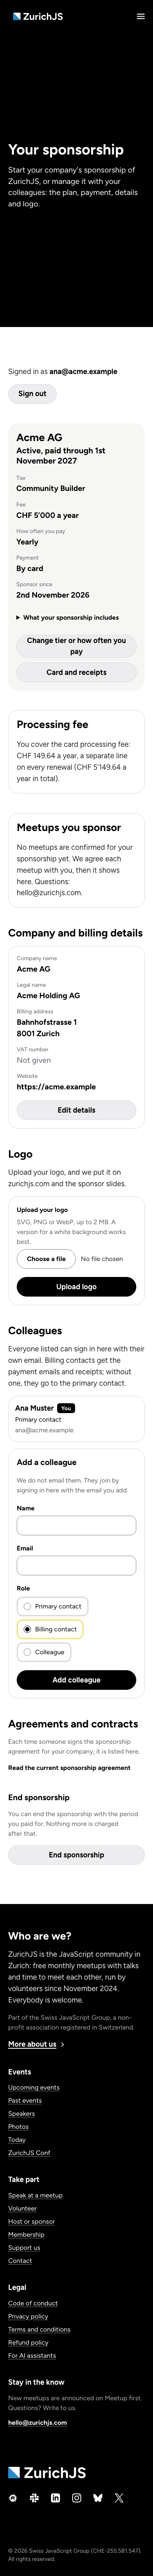 ZurichJS
Your sponsorship
Start your company's sponsorship of
ZurichJS, or manage it with your
colleagues: the plan, payment, details
and logo.
Signed in as ana@acme.example
Sign out
Acme AG
Active, paid through 1st
November 2027
Tier
Community Builder
Fee
CHF 5'000 a year
How often you pay
Yearly
Payment
By card
Sponsor since
2nd November 2026
What your sponsorship includes
Change tier or how often you
pay
Card and receipts
Processing fee
You cover the card processing fee:
CHF 149.64 a year, a separate line
on every renewal (CHF 5'149.64 a
year in total).
Meetups you sponsor
No meetups are confirmed for your
sponsorship yet. We agree each
meetup with you, then it shows
here. Questions:
hello@zurichjs.com.
Company and billing details
Company name
Acme AG
Legal name
Acme Holding AG
Billing address
Bahnhofstrasse 1
8001 Zurich
VAT number
Not given
Website
https://acme.example
Edit details
Logo
Upload your logo, and we put it on
zurichjs.com and the sponsor slides.
Upload your logo
SVG, PNG or WebP, up to 2 MB. A
version for a white background works
best.
Choose a file
No file chosen
Upload logo
Colleagues
Everyone listed can sign in here with their
own email. Billing contacts get the
payment emails and receipts; without
one, they go to the primary contact.
Ana Muster You
Primary contact
ana@acme.example
Add a colleague
We do not email them. They join by
signing in here with the email you add.
Name
Email
Role
Primary contact
Billing contact
Colleague
Add colleague
Agreements and contracts
Each time someone signs the sponsorship
agreement for your company, it is listed here.
Read the current sponsorship agreement
End sponsorship
You can end the sponsorship with the period
you paid for. Nothing more is charged
after that.
End sponsorship
Who are we?
ZurichJS is the JavaScript community in
Zurich: free monthly meetups with talks
and time to meet each other, run by
volunteers since November 2024.
Everybody is welcome.
Part of the Swiss JavaScript Group, a non-
profit association registered in Switzerland.
More about us
Events
Upcoming events
Past events
Speakers
Photos
Today
ZurichJS Conf
Take part
Speak at a meetup
Volunteer
Host or sponsor
Membership
Support us
Contact
Legal
Code of conduct
Privacy policy
Terms and conditions
Refund policy
For AI assistants
Stay in the know
New meetups are announced on Meetup first.
Questions? Write to us.
hello@zurichjs.com
ZurichJS
© 2026 Swiss JavaScript Group (CHE-255.581.547).
All rights reserved.